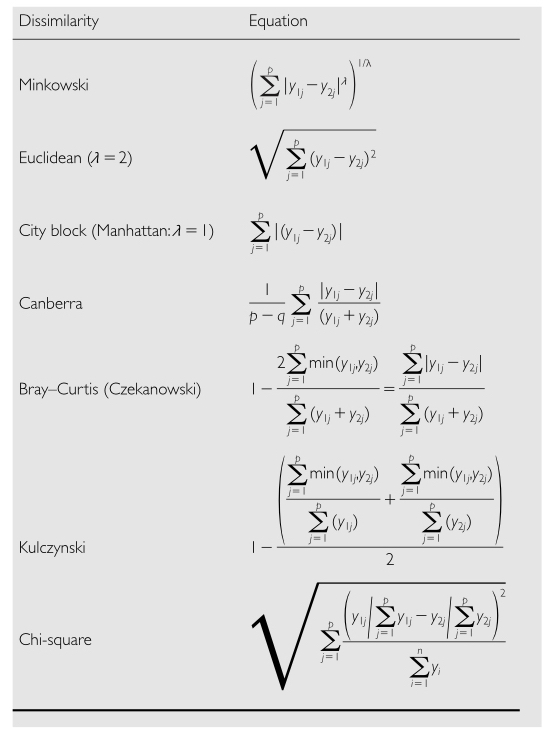 Dissimilarity Equation
Minkowski (∑_{j=1}^{p} |y_{1j} − y_{2j}|^λ)^{1/λ}
Euclidean (λ = 2) √(∑_{j=1}^{p} (y_{1j} − y_{2j})²)
City block (Manhattan: λ = 1) ∑_{j=1}^{p} |(y_{1j} − y_{2j})|
Canberra 1/(p − q) ∑_{j=1}^{p} |y_{1j} − y_{2j}|/(y_{1j} + y_{2j})
Bray–Curtis (Czekanowski) 1 − (2∑_{j=1}^{p} min(y_{1j}, y_{2j}))/(∑_{j=1}^{p} (y_{1j} + y_{2j})) = (∑_{j=1}^{p} |y_{1j} − y_{2j}|)/(∑_{j=1}^{p} (y_{1j} + y_{2j}))
Kulczynski 1 − ((∑_{j=1}^{p} min(y_{1j}, y_{2j}))/(∑_{j=1}^{p} (y_{1j})) + (∑_{j=1}^{p} min(y_{1j}, y_{2j}))/(∑_{j=1}^{p} (y_{2j})))/2
Chi-square √(∑_{j=1}^{p} (y_{1j}/∑_{j=1}^{p} y_{1j} − y_{2j}/∑_{j=1}^{p} y_{2j})²/(∑_{i=1}^{n} y_i))